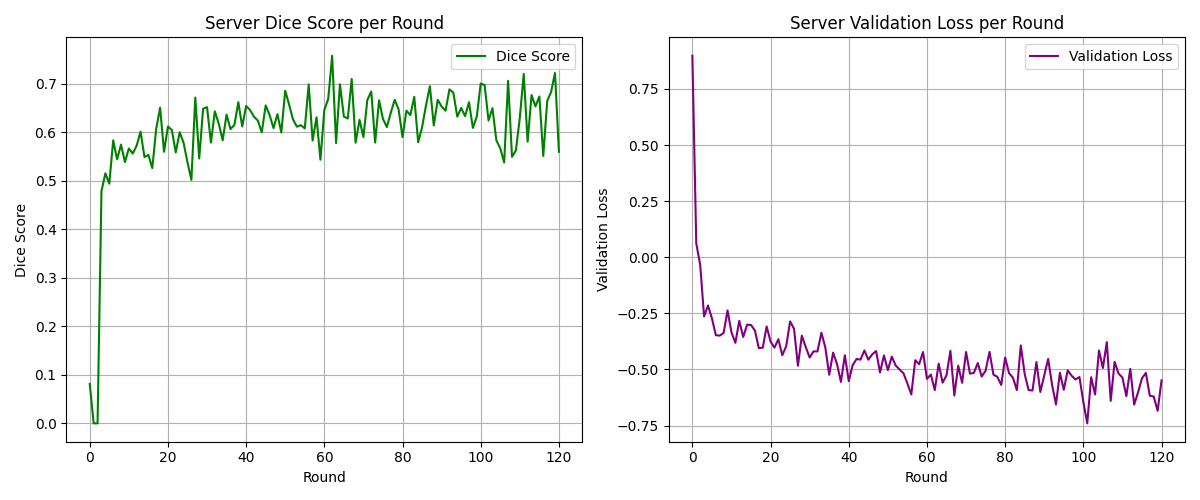 Server Dice Score per Round
Dice Score
0.7
0.6
0.5
0.4
0.3
0.2
0.1
0.0
Dice Score
0 20 40 60 80 100 120
Round
Server Validation Loss per Round
Validation Loss
0.75
0.50
0.25
0.00
−0.25
−0.50
−0.75
Validation Loss
0 20 40 60 80 100 120
Round